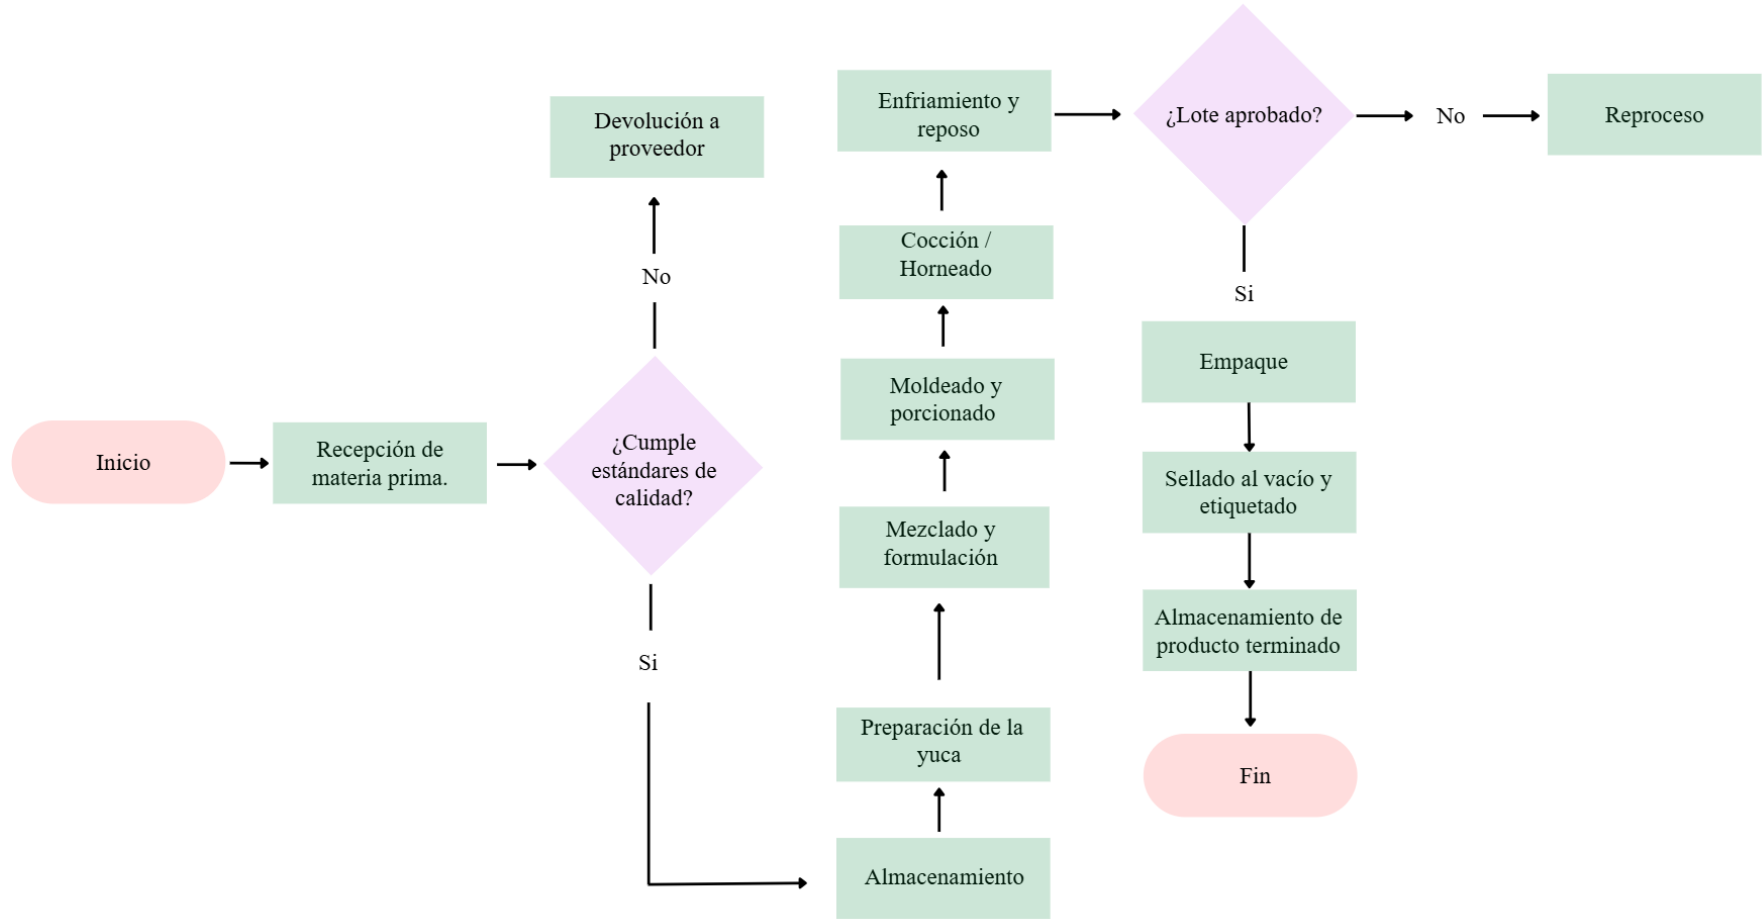 Inicio
Recepción de
materia prima.
¿Cumple
estándares de
calidad?
No
Devolución a
proveedor
Si
Almacenamiento
Preparación de la
yuca
Mezclado y
formulación
Moldeado y
porcionado
Cocción /
Horneado
Enfriamiento y
reposo
¿Lote aprobado?
No
Reproceso
Si
Empaque
Sellado al vacío y
etiquetado
Almacenamiento de
producto terminado
Fin